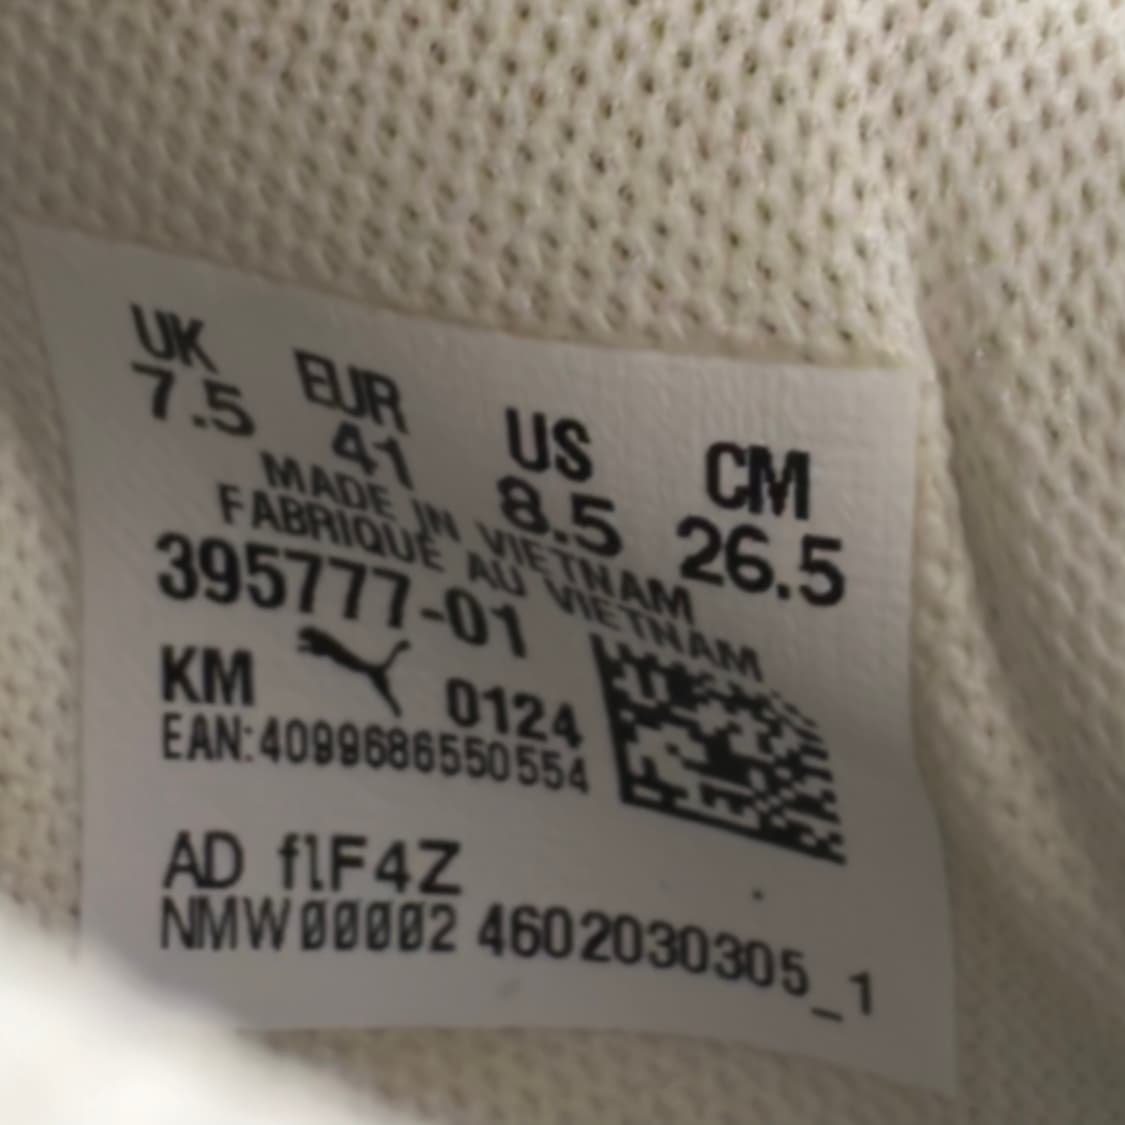 UK EUR US CM
7.5 41 8.5 26.5
MADE IN VIETNAM
FABRIQUE AU VIETNAM
395777-01
KM 0124
EAN:4099686550554
AD flF4Z
NMW00002 4602030305_1